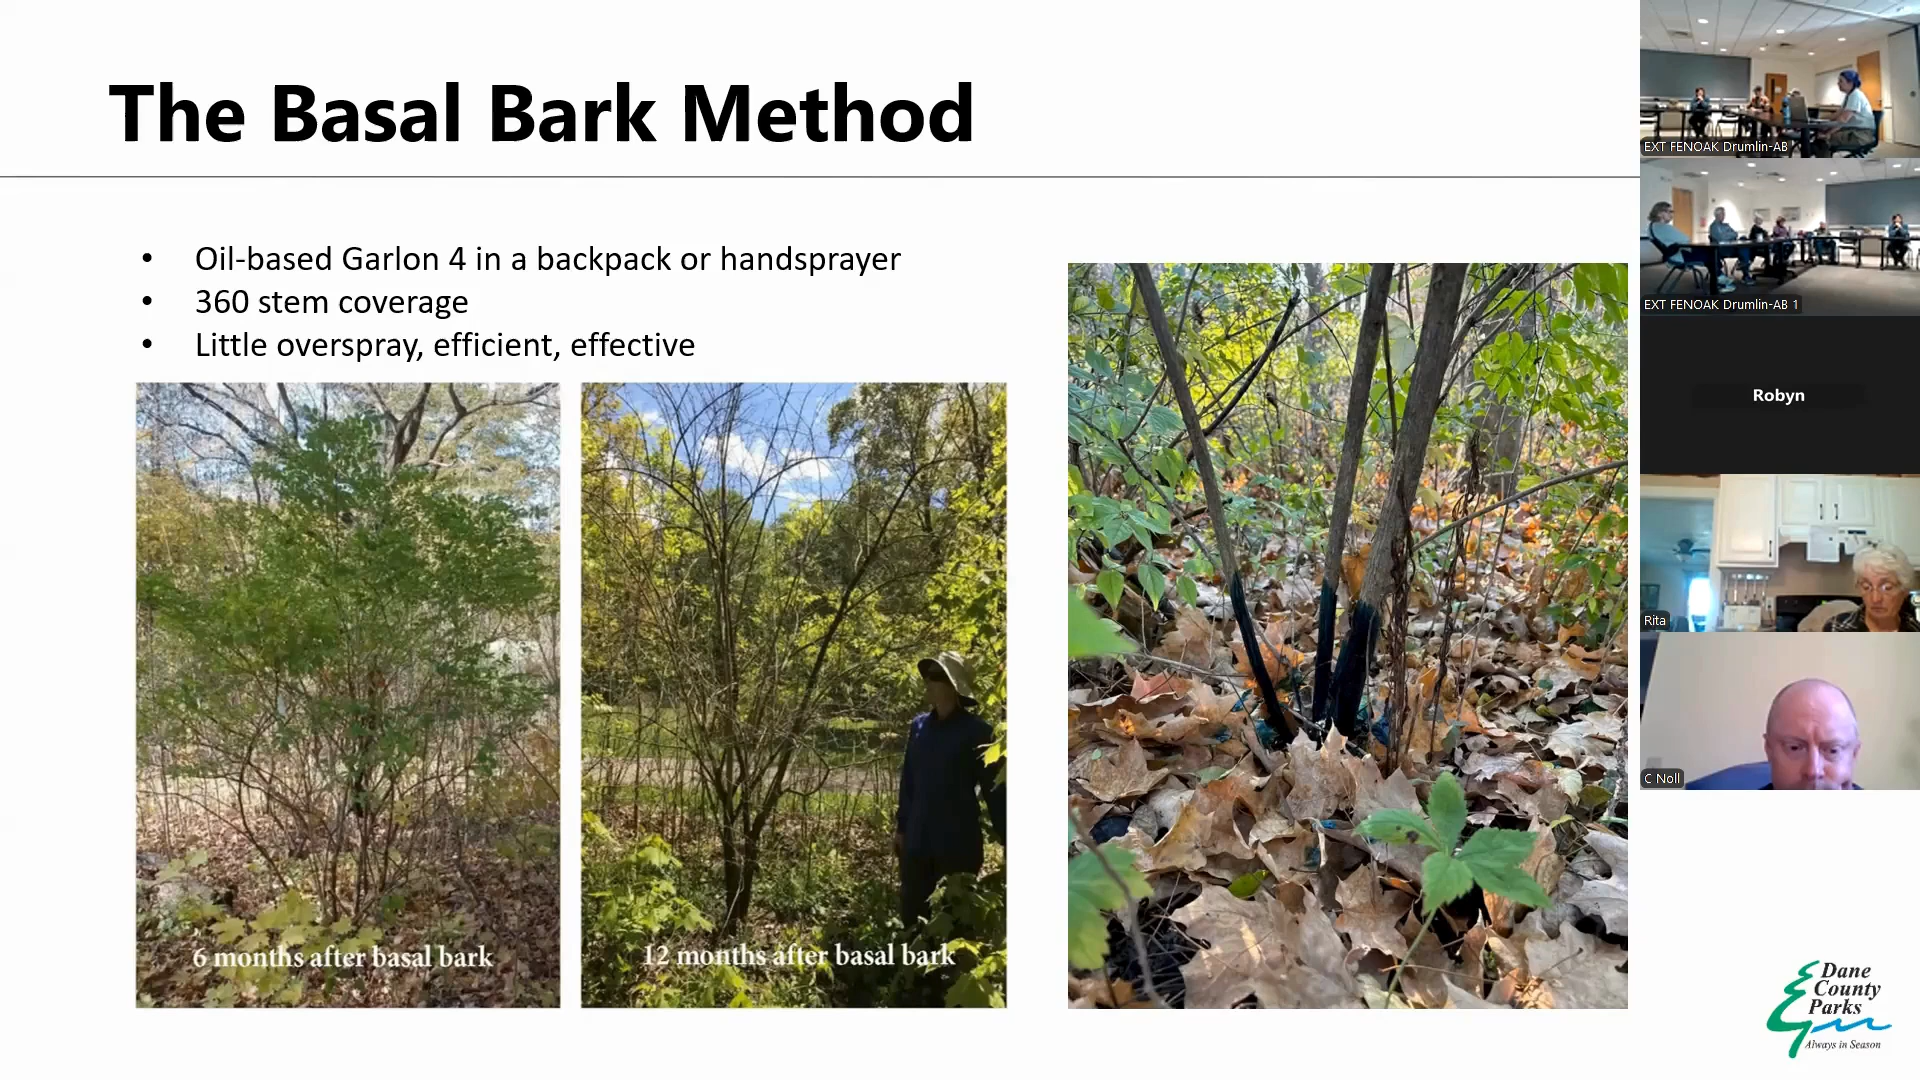 The Basal Bark Method
• Oil-based Garlon 4 in a backpack or handsprayer
• 360 stem coverage
• Little overspray, efficient, effective
6 months after basal bark
12 months after basal bark
EXT FENOAK Drumlin-AB
EXT FENOAK Drumlin-AB 1
Robyn
Rita
C Noll
Dane
County
Parks
Always in Season